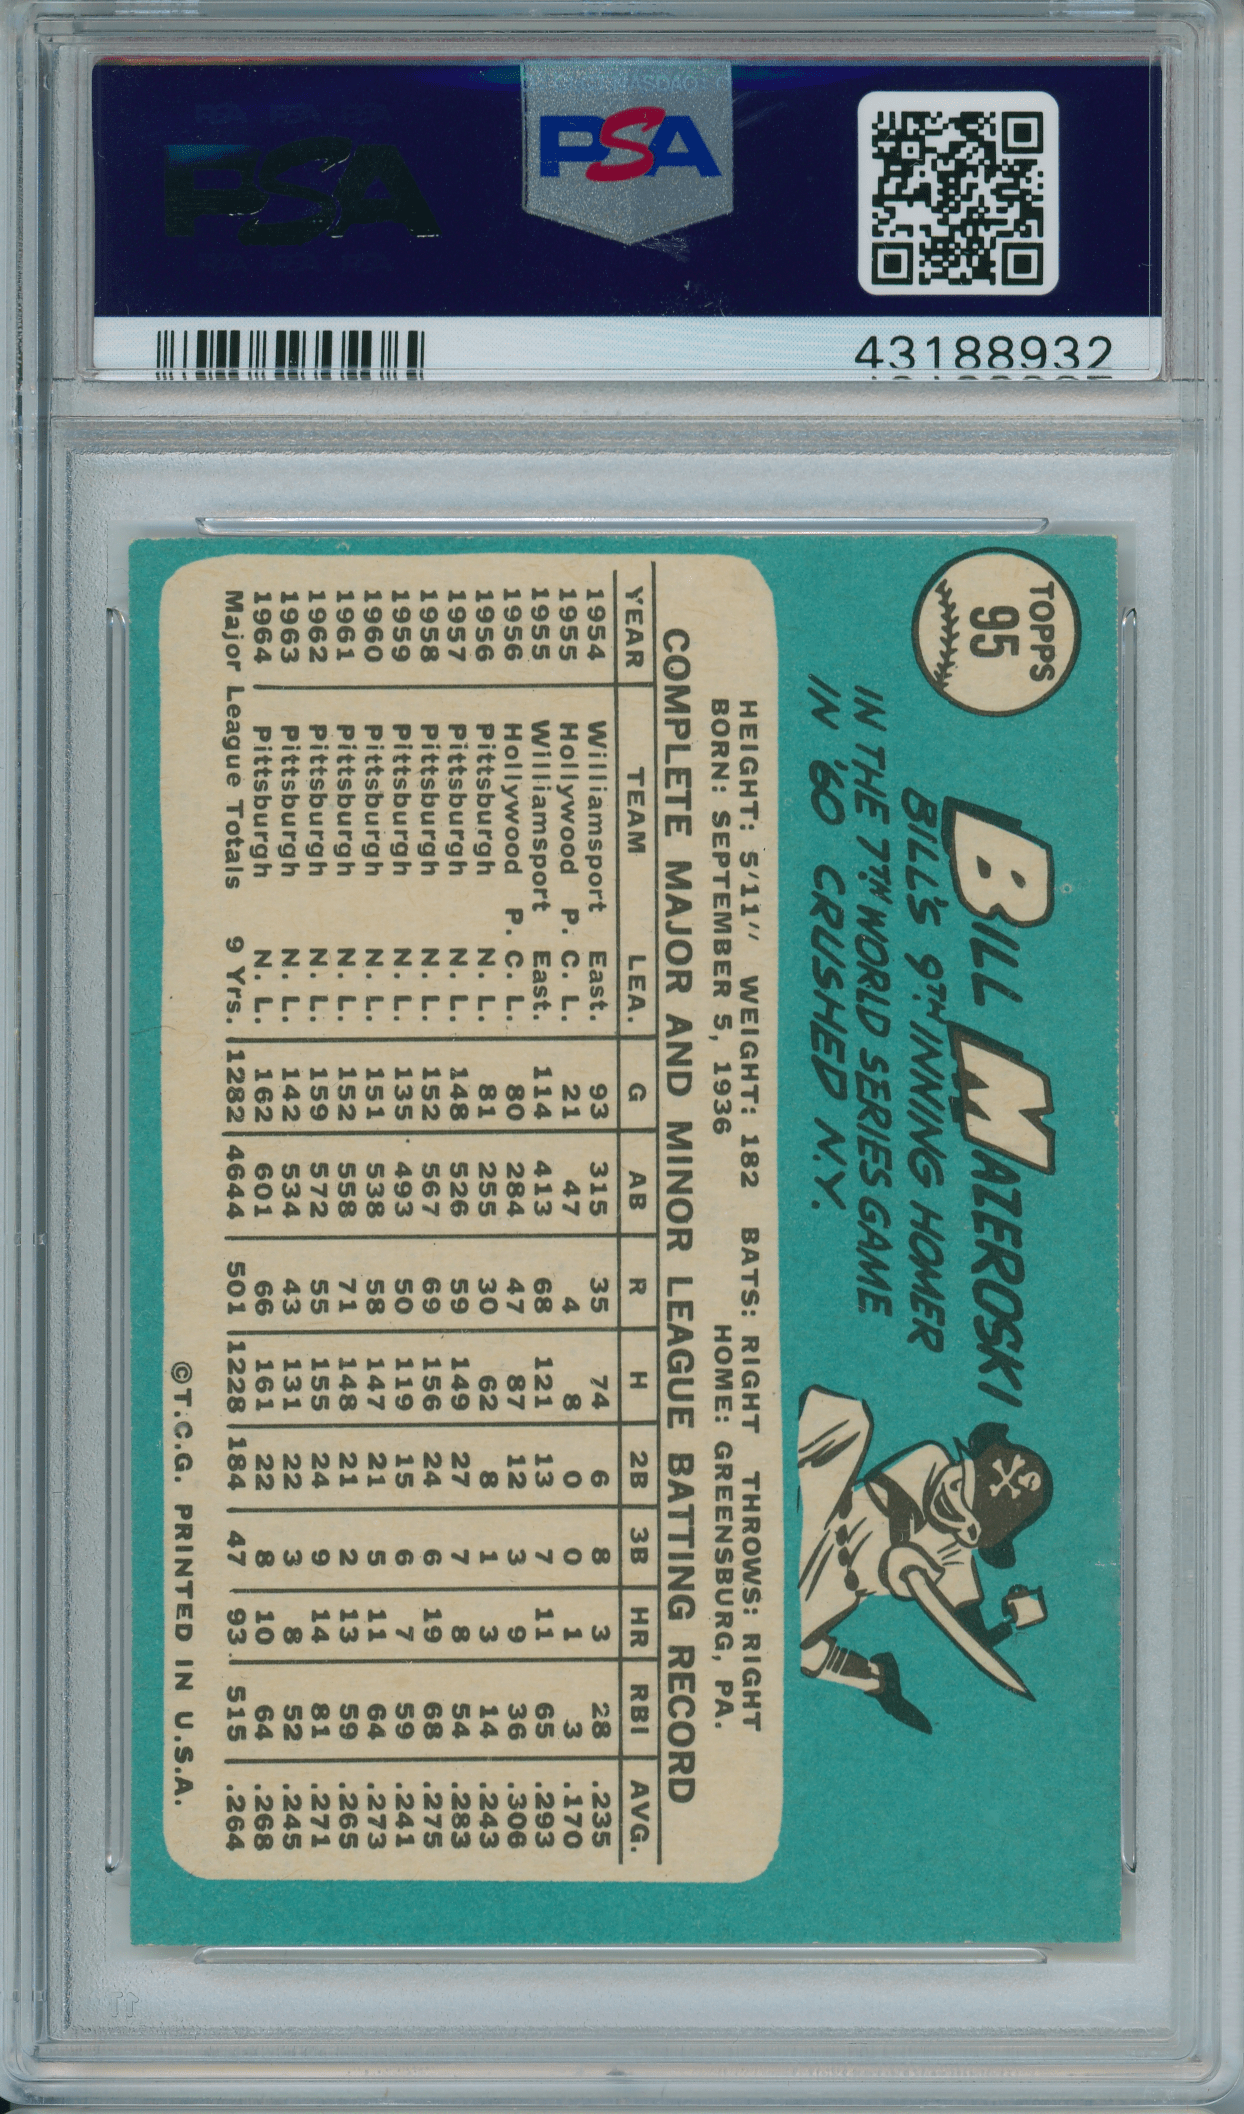 PSA
PSA
43188932
TOPPS
95
BILL MAZEROSKI
BILL'S 9TH INNING HOMER
IN THE 7TH WORLD SERIES GAME
IN '60 CRUSHED N.Y.
HEIGHT: 5'11" WEIGHT: 182 BATS: RIGHT THROWS: RIGHT
BORN: SEPTEMBER 5, 1936 HOME: GREENSBURG, PA.
COMPLETE MAJOR AND MINOR LEAGUE BATTING RECORD
YEAR TEAM LEA. G AB R H 2B 3B HR RBI AVG.
1954 Williamsport East. 93 315 35 74 6 8 3 28 .235
1955 Hollywood P. C. L. 21 47 4 8 0 0 1 3 .170
1955 Williamsport East. 114 413 68 121 13 7 11 65 .293
1956 Hollywood P. C. L. 80 284 47 87 12 3 9 36 .306
1956 Pittsburgh N. L. 81 255 30 62 8 1 3 14 .243
1957 Pittsburgh N. L. 148 526 59 149 27 7 8 54 .283
1958 Pittsburgh N. L. 152 567 69 156 24 6 19 68 .275
1959 Pittsburgh N. L. 135 493 50 119 15 6 7 59 .241
1960 Pittsburgh N. L. 151 538 58 147 21 5 11 64 .273
1961 Pittsburgh N. L. 152 558 71 148 21 2 13 59 .265
1962 Pittsburgh N. L. 159 572 55 155 24 9 14 81 .271
1963 Pittsburgh N. L. 142 534 43 131 22 3 8 52 .245
1964 Pittsburgh N. L. 162 601 66 161 22 8 10 64 .268
Major League Totals 9 Yrs. 1282 4644 501 1228 184 47 93 515 .264
©T.C.G. PRINTED IN U.S.A.